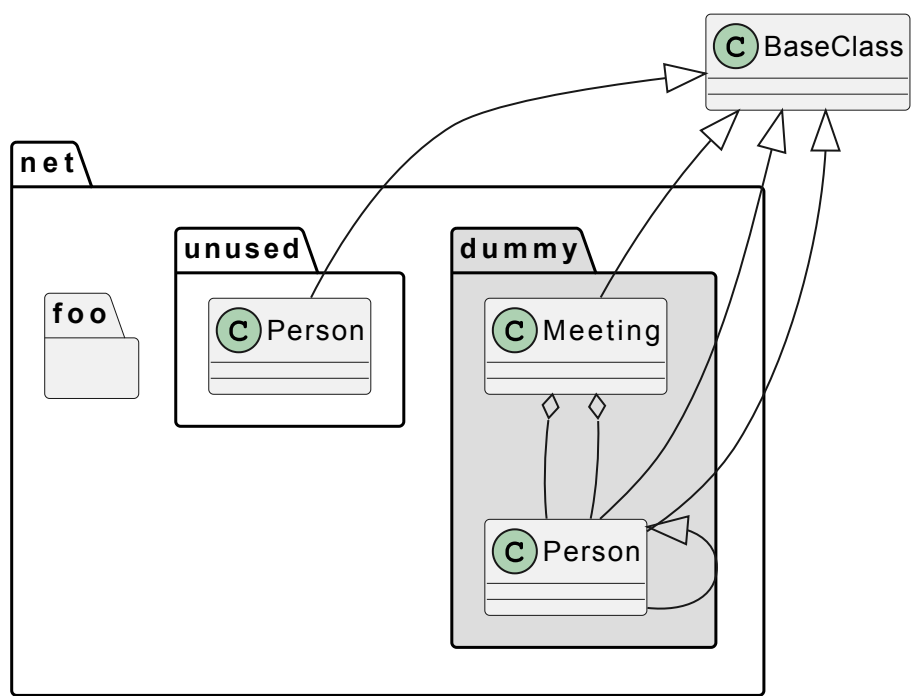 C BaseClass
net
unused
dummy
foo
C Person
C Meeting
C Person